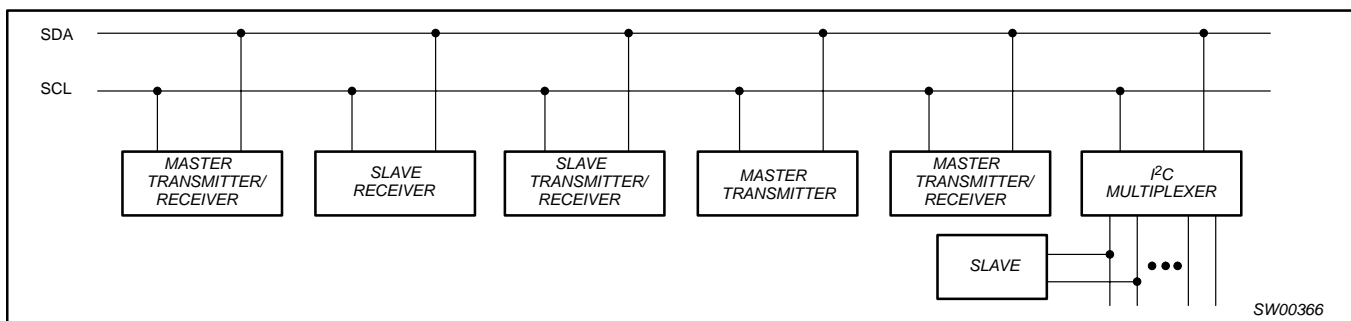 SDA
SCL
MASTER
TRANSMITTER/
RECEIVER
SLAVE
RECEIVER
SLAVE
TRANSMITTER/
RECEIVER
MASTER
TRANSMITTER
MASTER
TRANSMITTER/
RECEIVER
I²C
MULTIPLEXER
SLAVE
SW00366